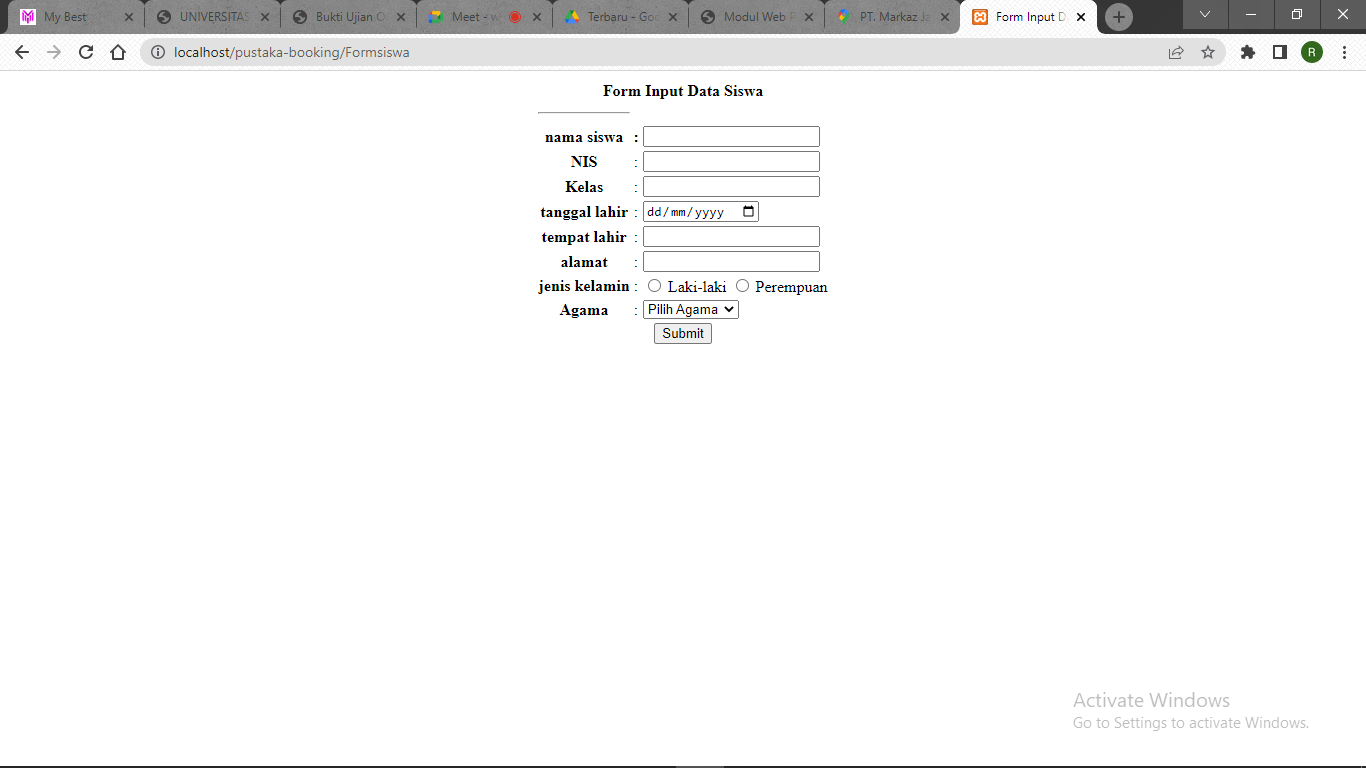 My Best UNIVERSITAS Bukti Ujian O Meet - w Terbaru - Goo Modul Web P PT. Markaz Ja Form Input D
localhost/pustaka-booking/Formsiswa R
Form Input Data Siswa
nama siswa :
NIS :
Kelas :
tanggal lahir : dd/mm/yyyy
tempat lahir :
alamat :
jenis kelamin : Laki-laki Perempuan
Agama : Pilih Agama
Submit
Activate Windows
Go to Settings to activate Windows.